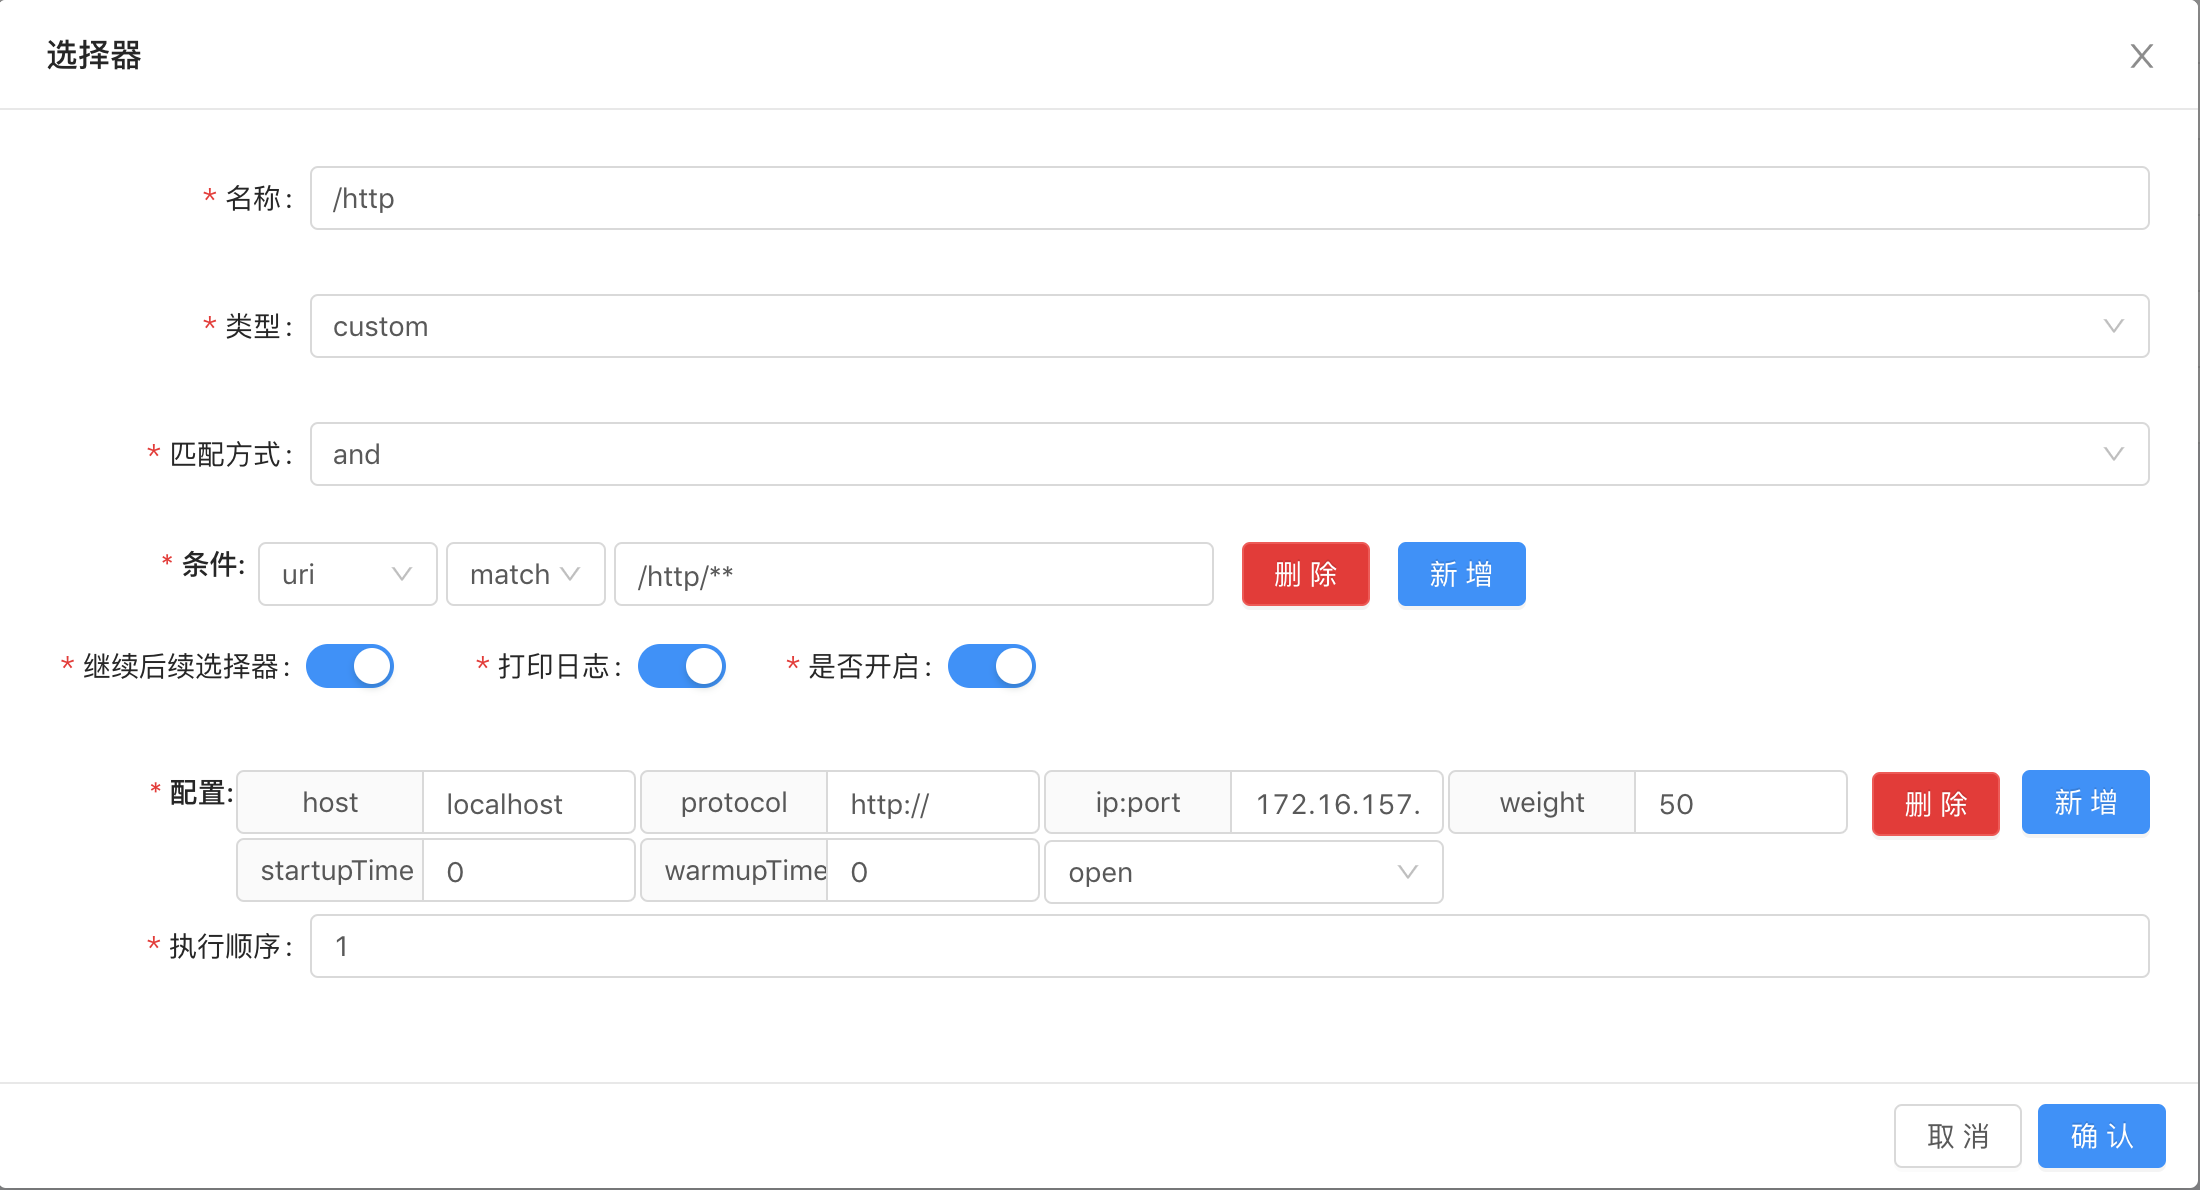 选择器
* 名称: /http
* 类型: custom
* 匹配方式: and
* 条件: uri match /http/** 删 除 新 增
* 继续后续选择器: * 打印日志: * 是否开启:
* 配置: host localhost protocol http:// ip:port 172.16.157. weight 50 删 除 新 增
startupTime 0 warmupTime 0 open
* 执行顺序: 1
取 消 确 认